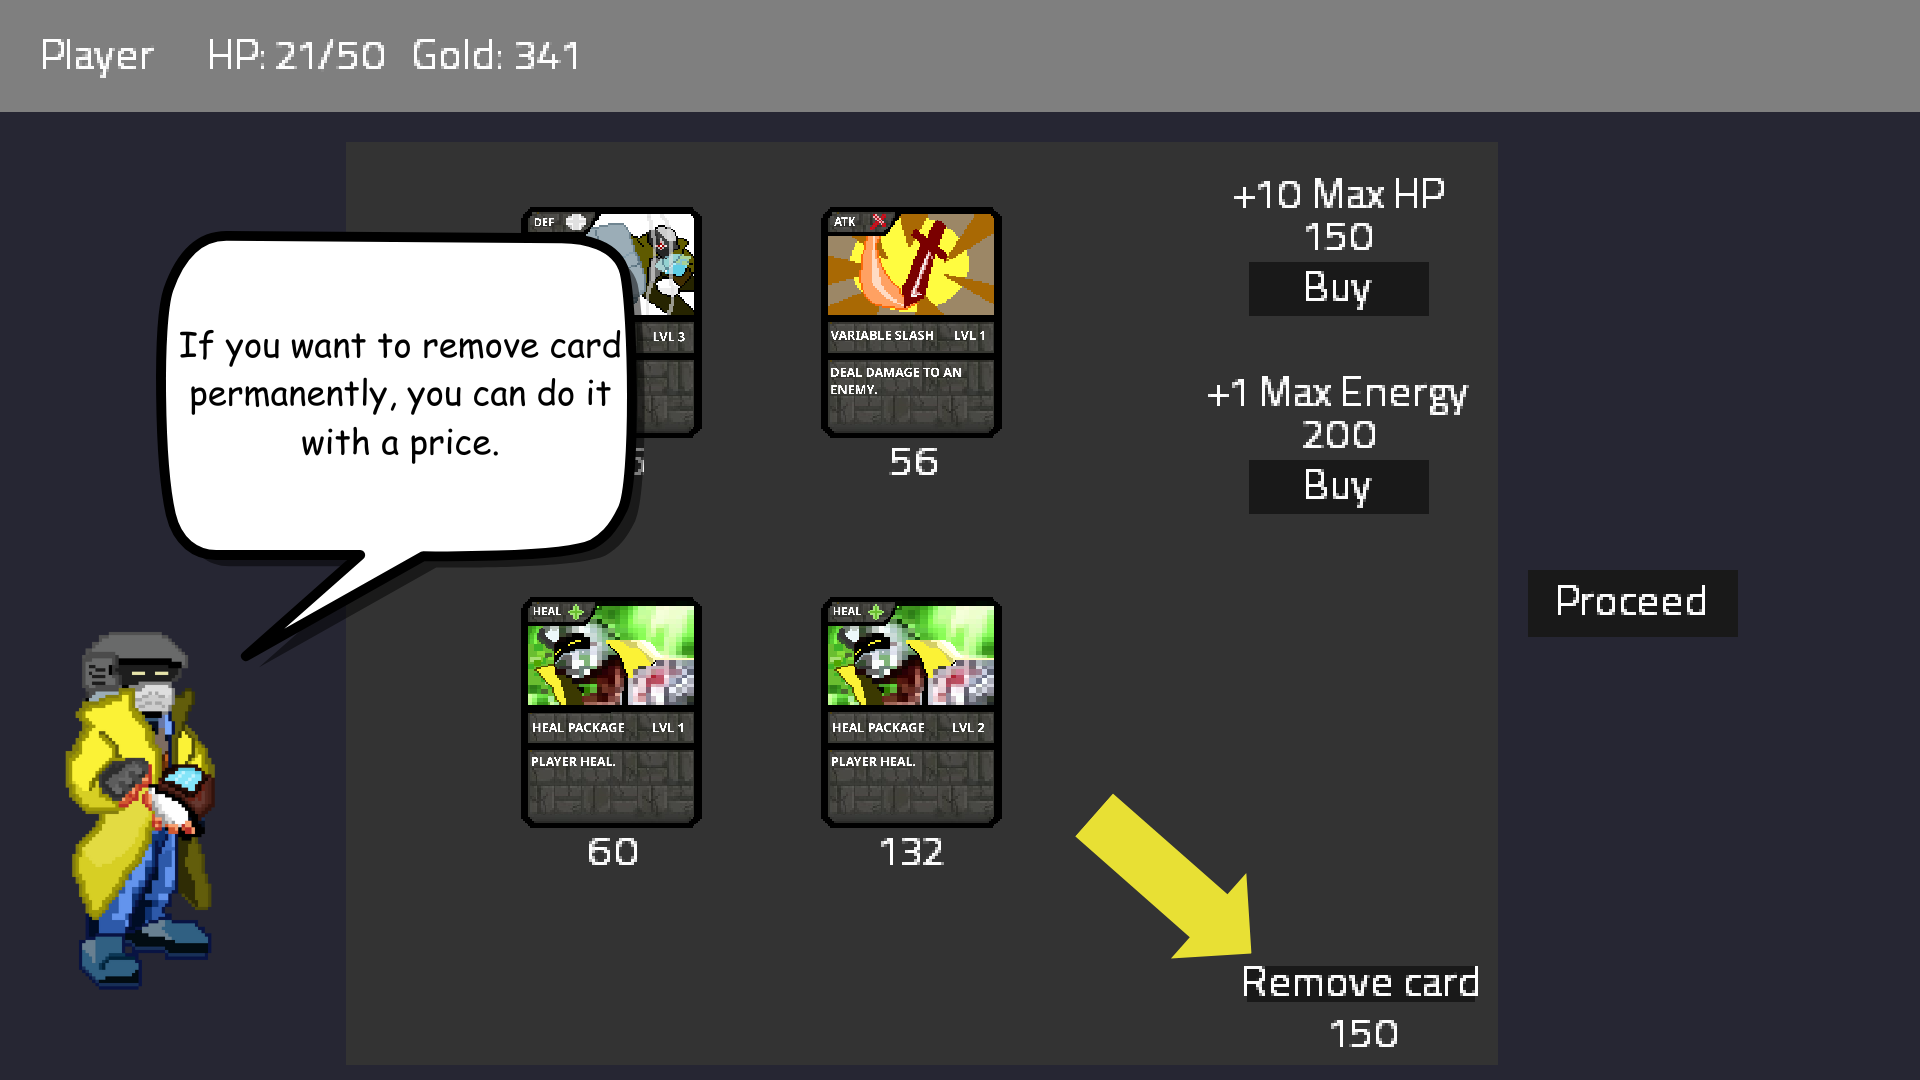 Player HP: 21/50 Gold: 341
+10 Max HP
150
Buy
DEF
ATK
If you want to remove card
permanently, you can do it
with a price.
LVL 3
VARIABLE SLASH LVL 1
DEAL DAMAGE TO AN
ENEMY.
56
+1 Max Energy
200
Buy
Proceed
HEAL
HEAL PACKAGE LVL 1
PLAYER HEAL.
60
HEAL
HEAL PACKAGE LVL 2
PLAYER HEAL.
132
Remove card
150